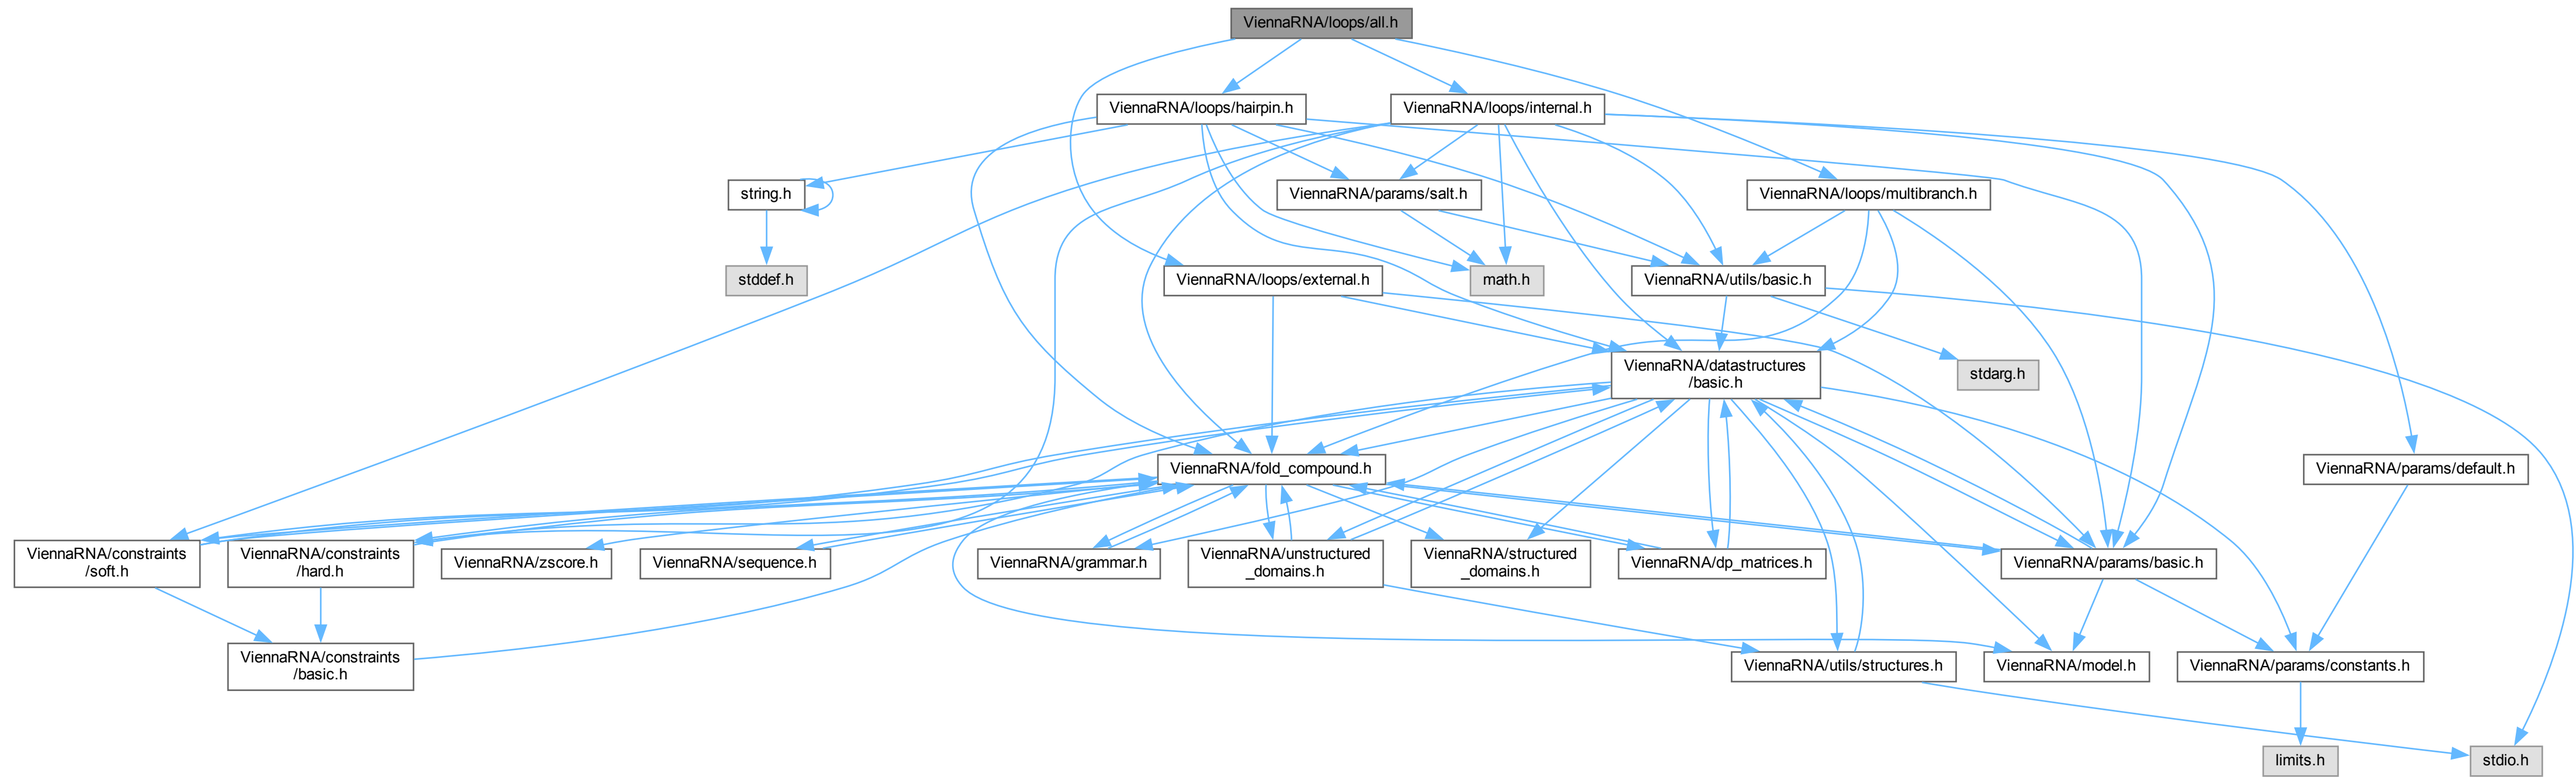 ViennaRNA/loops/all.h
ViennaRNA/loops/hairpin.h
ViennaRNA/loops/internal.h
string.h
ViennaRNA/params/salt.h
ViennaRNA/loops/multibranch.h
stddef.h
ViennaRNA/loops/external.h
math.h
ViennaRNA/utils/basic.h
ViennaRNA/datastructures
/basic.h
stdarg.h
ViennaRNA/fold_compound.h
ViennaRNA/params/default.h
ViennaRNA/constraints
/soft.h
ViennaRNA/constraints
/hard.h
ViennaRNA/zscore.h
ViennaRNA/sequence.h
ViennaRNA/grammar.h
ViennaRNA/unstructured
_domains.h
ViennaRNA/structured
_domains.h
ViennaRNA/dp_matrices.h
ViennaRNA/params/basic.h
ViennaRNA/constraints
/basic.h
ViennaRNA/utils/structures.h
ViennaRNA/model.h
ViennaRNA/params/constants.h
limits.h
stdio.h